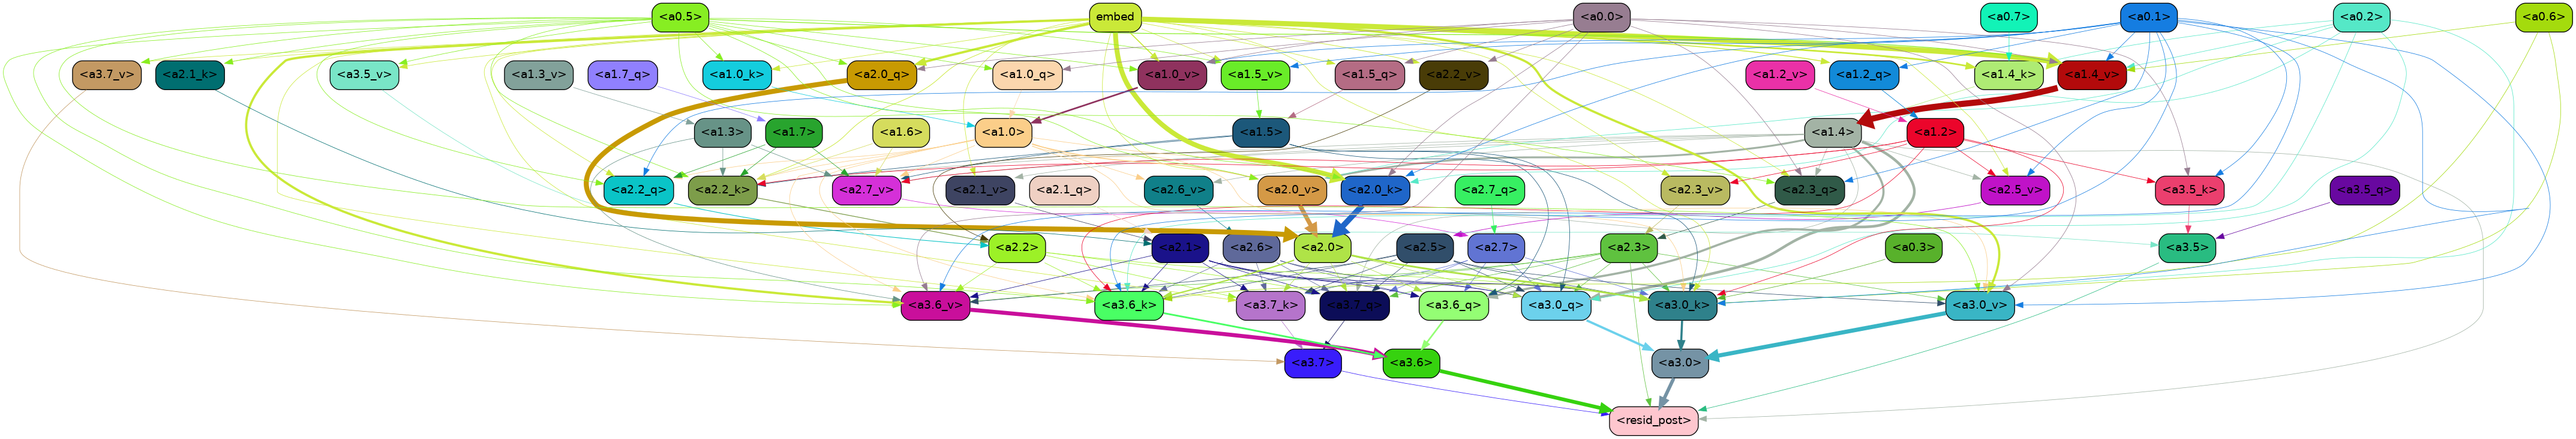 <a0.5> embed <a0.0> <a0.7> <a0.1> <a0.2> <a0.6>
<a3.7_v> <a2.1_k> <a3.5_v> <a1.3_v> <a1.7_q> <a1.0_k> <a2.0_q> <a1.0_q> <a1.0_v> <a1.5_v> <a1.5_q> <a2.2_v> <a1.2_v> <a1.2_q> <a1.4_k> <a1.4_v>
<a1.3> <a1.7> <a1.6> <a1.0> <a1.5> <a1.4> <a1.2>
<a2.2_q> <a2.2_k> <a2.7_v> <a2.1_v> <a2.1_q> <a2.6_v> <a2.0_v> <a2.0_k> <a2.7_q> <a2.3_v> <a2.3_q> <a2.5_v> <a3.5_k> <a3.5_q>
<a2.2> <a2.1> <a2.6> <a2.0> <a2.5> <a2.7> <a2.3> <a0.3> <a3.5>
<a3.6_v> <a3.6_k> <a3.7_k> <a3.7_q> <a3.6_q> <a3.0_q> <a3.0_k> <a3.0_v>
<a3.7> <a3.6> <a3.0>
<resid_post>